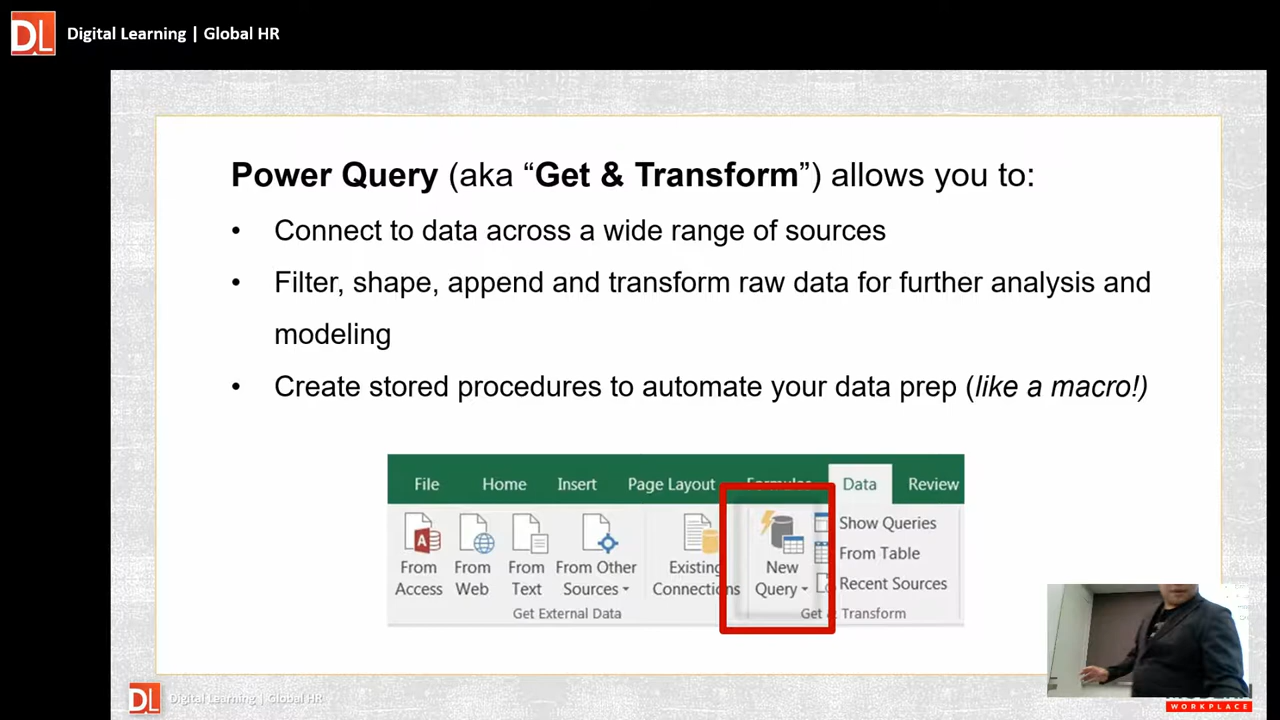 DL Digital Learning | Global HR
Power Query (aka “Get & Transform”) allows you to:
• Connect to data across a wide range of sources
• Filter, shape, append and transform raw data for further analysis and
modeling
• Create stored procedures to automate your data prep (like a macro!)
File Home Insert Page Layout Formulas Data Review
From Access
From Web
From Text
From Other Sources
Existing Connections
New Query
Show Queries
From Table
Recent Sources
Get External Data
Get & Transform
DL Digital Learning | Global HR
WORKPLACE